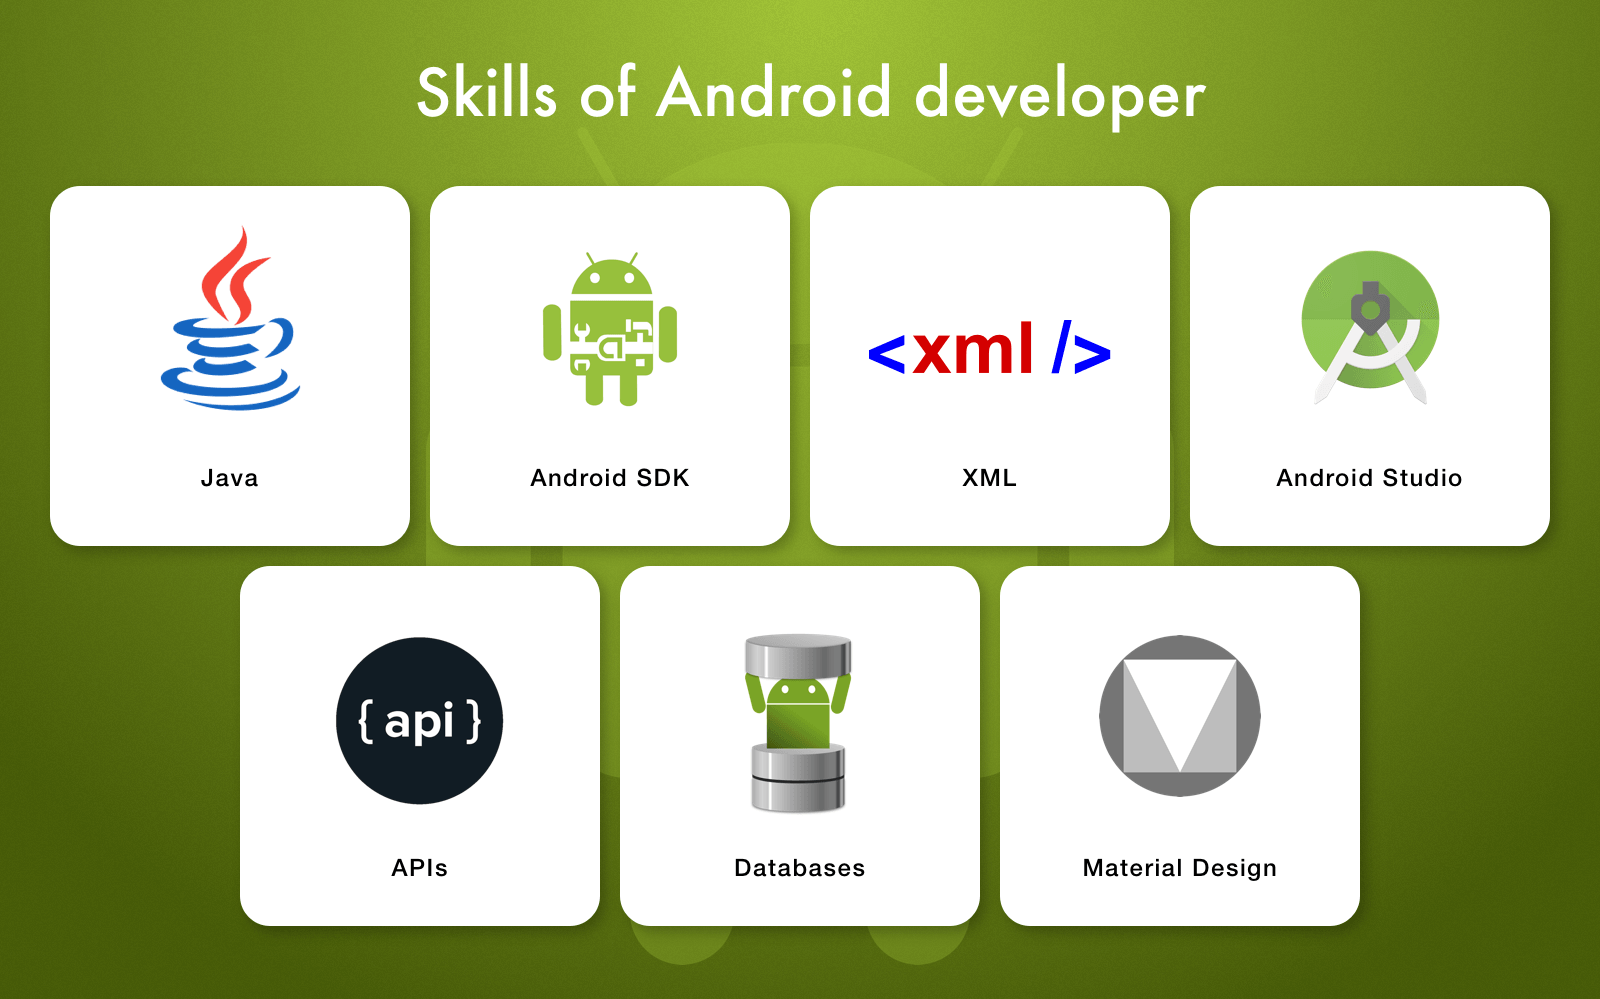 Skills of Android developer
<xml />
Java
Android SDK
XML
Android Studio
{ api }
APIs
Databases
Material Design